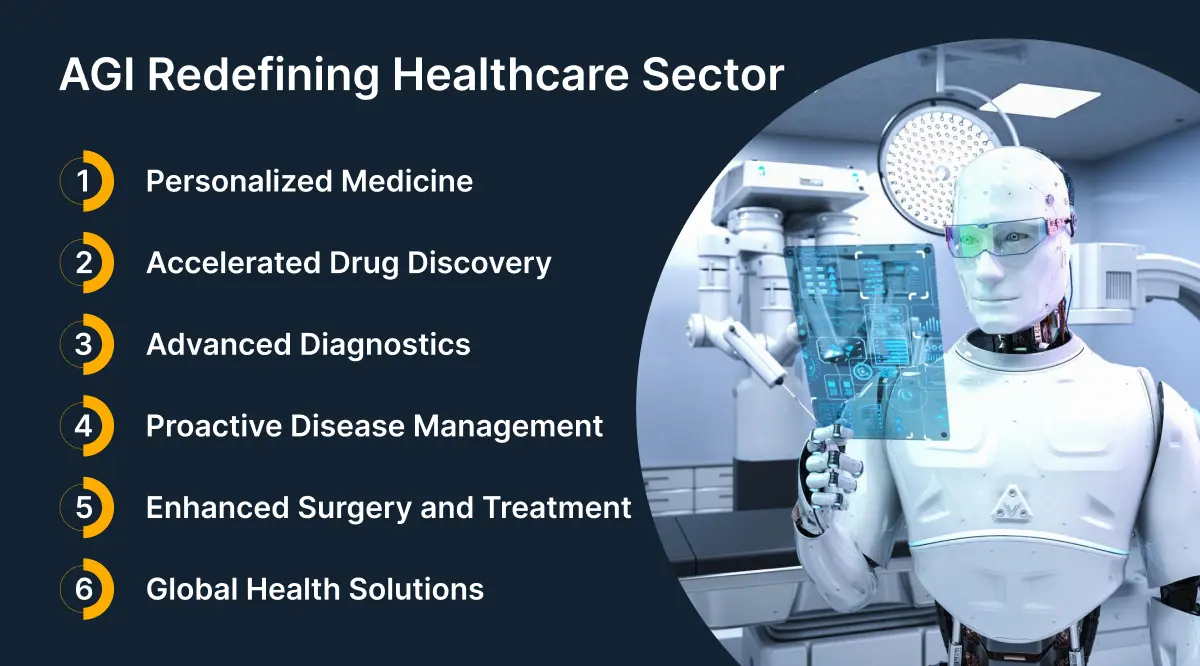 AGI Redefining Healthcare Sector
1 Personalized Medicine
2 Accelerated Drug Discovery
3 Advanced Diagnostics
4 Proactive Disease Management
5 Enhanced Surgery and Treatment
6 Global Health Solutions